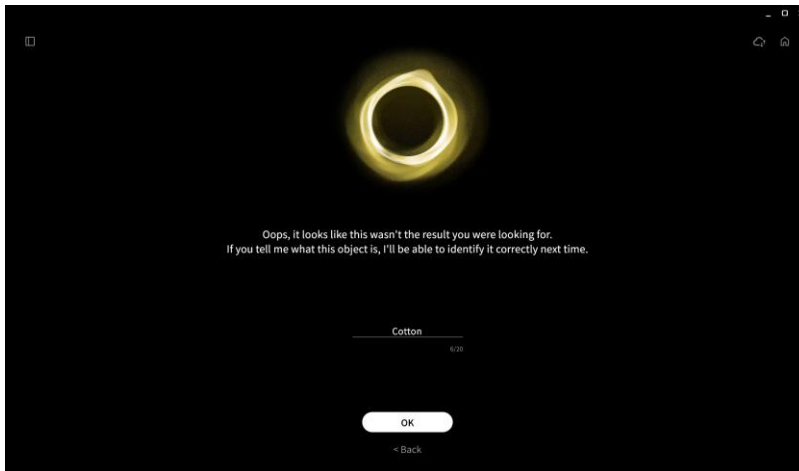 Oops, it looks like this wasn't the result you were looking for.
If you tell me what this object is, I'll be able to identify it correctly next time.
Cotton
6/20
OK
< Back